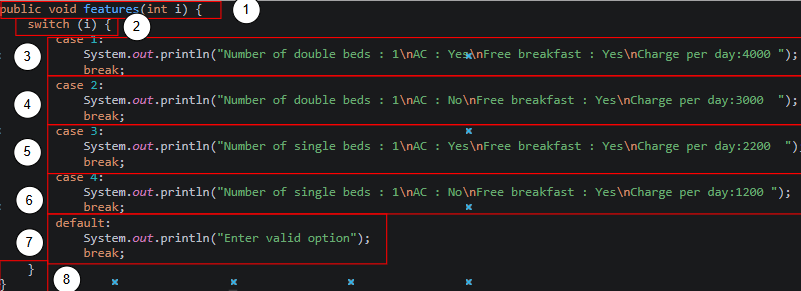 public void features(int i) {
1
switch (i) {
2
case 1:
3
System.out.println("Number of double beds : 1\nAC : Yes\nFree breakfast : Yes\nCharge per day:4000 ");
break;
case 2:
4
System.out.println("Number of double beds : 1\nAC : No\nFree breakfast : Yes\nCharge per day:3000  ");
break;
case 3:
5
System.out.println("Number of single beds : 1\nAC : Yes\nFree breakfast : Yes\nCharge per day:2200  ")
break;
case 4:
6
System.out.println("Number of single beds : 1\nAC : No\nFree breakfast : Yes\nCharge per day:1200 ");
break;
default:
7
System.out.println("Enter valid option");
break;
}
8
}